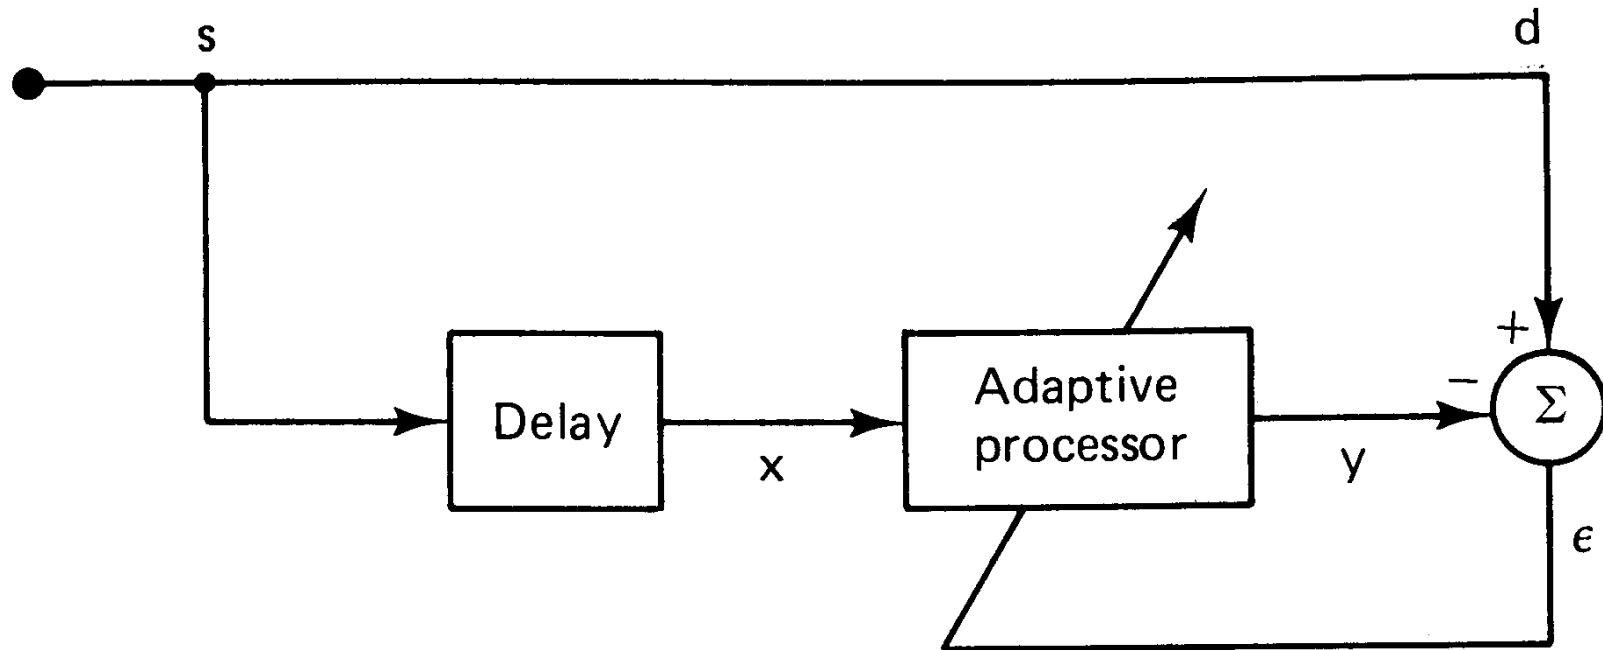 s
d
+
−
Σ
Delay
x
Adaptive
processor
y
ϵ